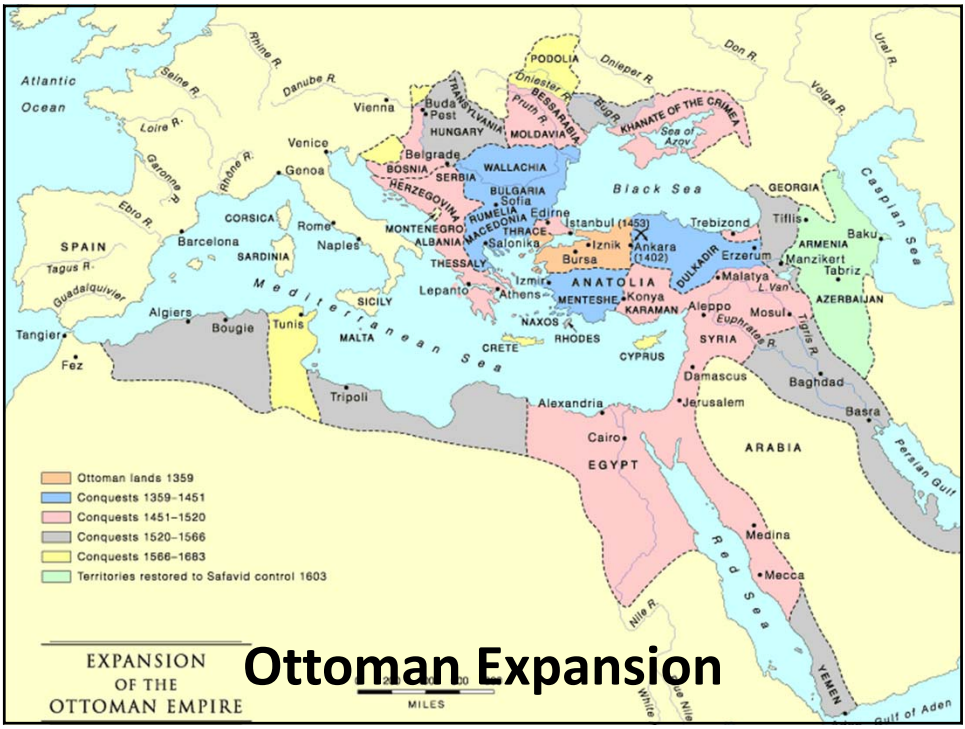 Atlantic
Ocean
Seine R.
Rhine R.
Loire R.
Garonne R.
Rhône R.
Ebro R.
Danube R.
Vienna
Venice
Genoa
CORSICA
Rome
Naples
SARDINIA
SICILY
MALTA
Barcelona
SPAIN
Tagus R.
Guadalquivier
Tangier
Fez
Algiers
Bougie
Tunis
Tripoli
Mediterranean Sea
PODOLIA
Dniester R.
Dnieper R.
Don R.
Volga R.
Ural R.
TRANSYLVANIA
Buda
Pest
HUNGARY
Pruth R.
BESSARABIA
MOLDAVIA
Bug R.
KHANATE OF THE CRIMEA
Sea of
Azov
Belgrade
BOSNIA
SERBIA
HERZEGOVINA
WALLACHIA
BULGARIA
Sofia
RUMELIA
MACEDONIA
THRACE
Edirne
MONTENEGRO
ALBANIA
Salonika
THESSALY
Lepanto
Athens
NAXOS
RHODES
CRETE
CYPRUS
Black Sea
Istanbul (1453)
Iznik
Bursa
Ankara
(1402)
Izmir
ANATOLIA
MENTESHE
Konya
KARAMAN
DULKADIR
Trebizond
Erzerum
Malatya
L. Van
GEORGIA
Tiflis
ARMENIA
Manzikert
Baku
Tabriz
AZERBAIJAN
Caspian Sea
Aleppo
Mosul
Euphrates R.
Tigris R.
SYRIA
Damascus
Jerusalem
Baghdad
Basra
Persian Gulf
ARABIA
Alexandria
Cairo
EGYPT
Red Sea
Medina
Mecca
YEMEN
Gulf of Aden
Nile R.
White
Blue Nile
Ottoman lands 1359
Conquests 1359–1451
Conquests 1451–1520
Conquests 1520–1566
Conquests 1566–1683
Territories restored to Safavid control 1603
EXPANSION
OF THE
OTTOMAN EMPIRE
Ottoman Expansion
MILES